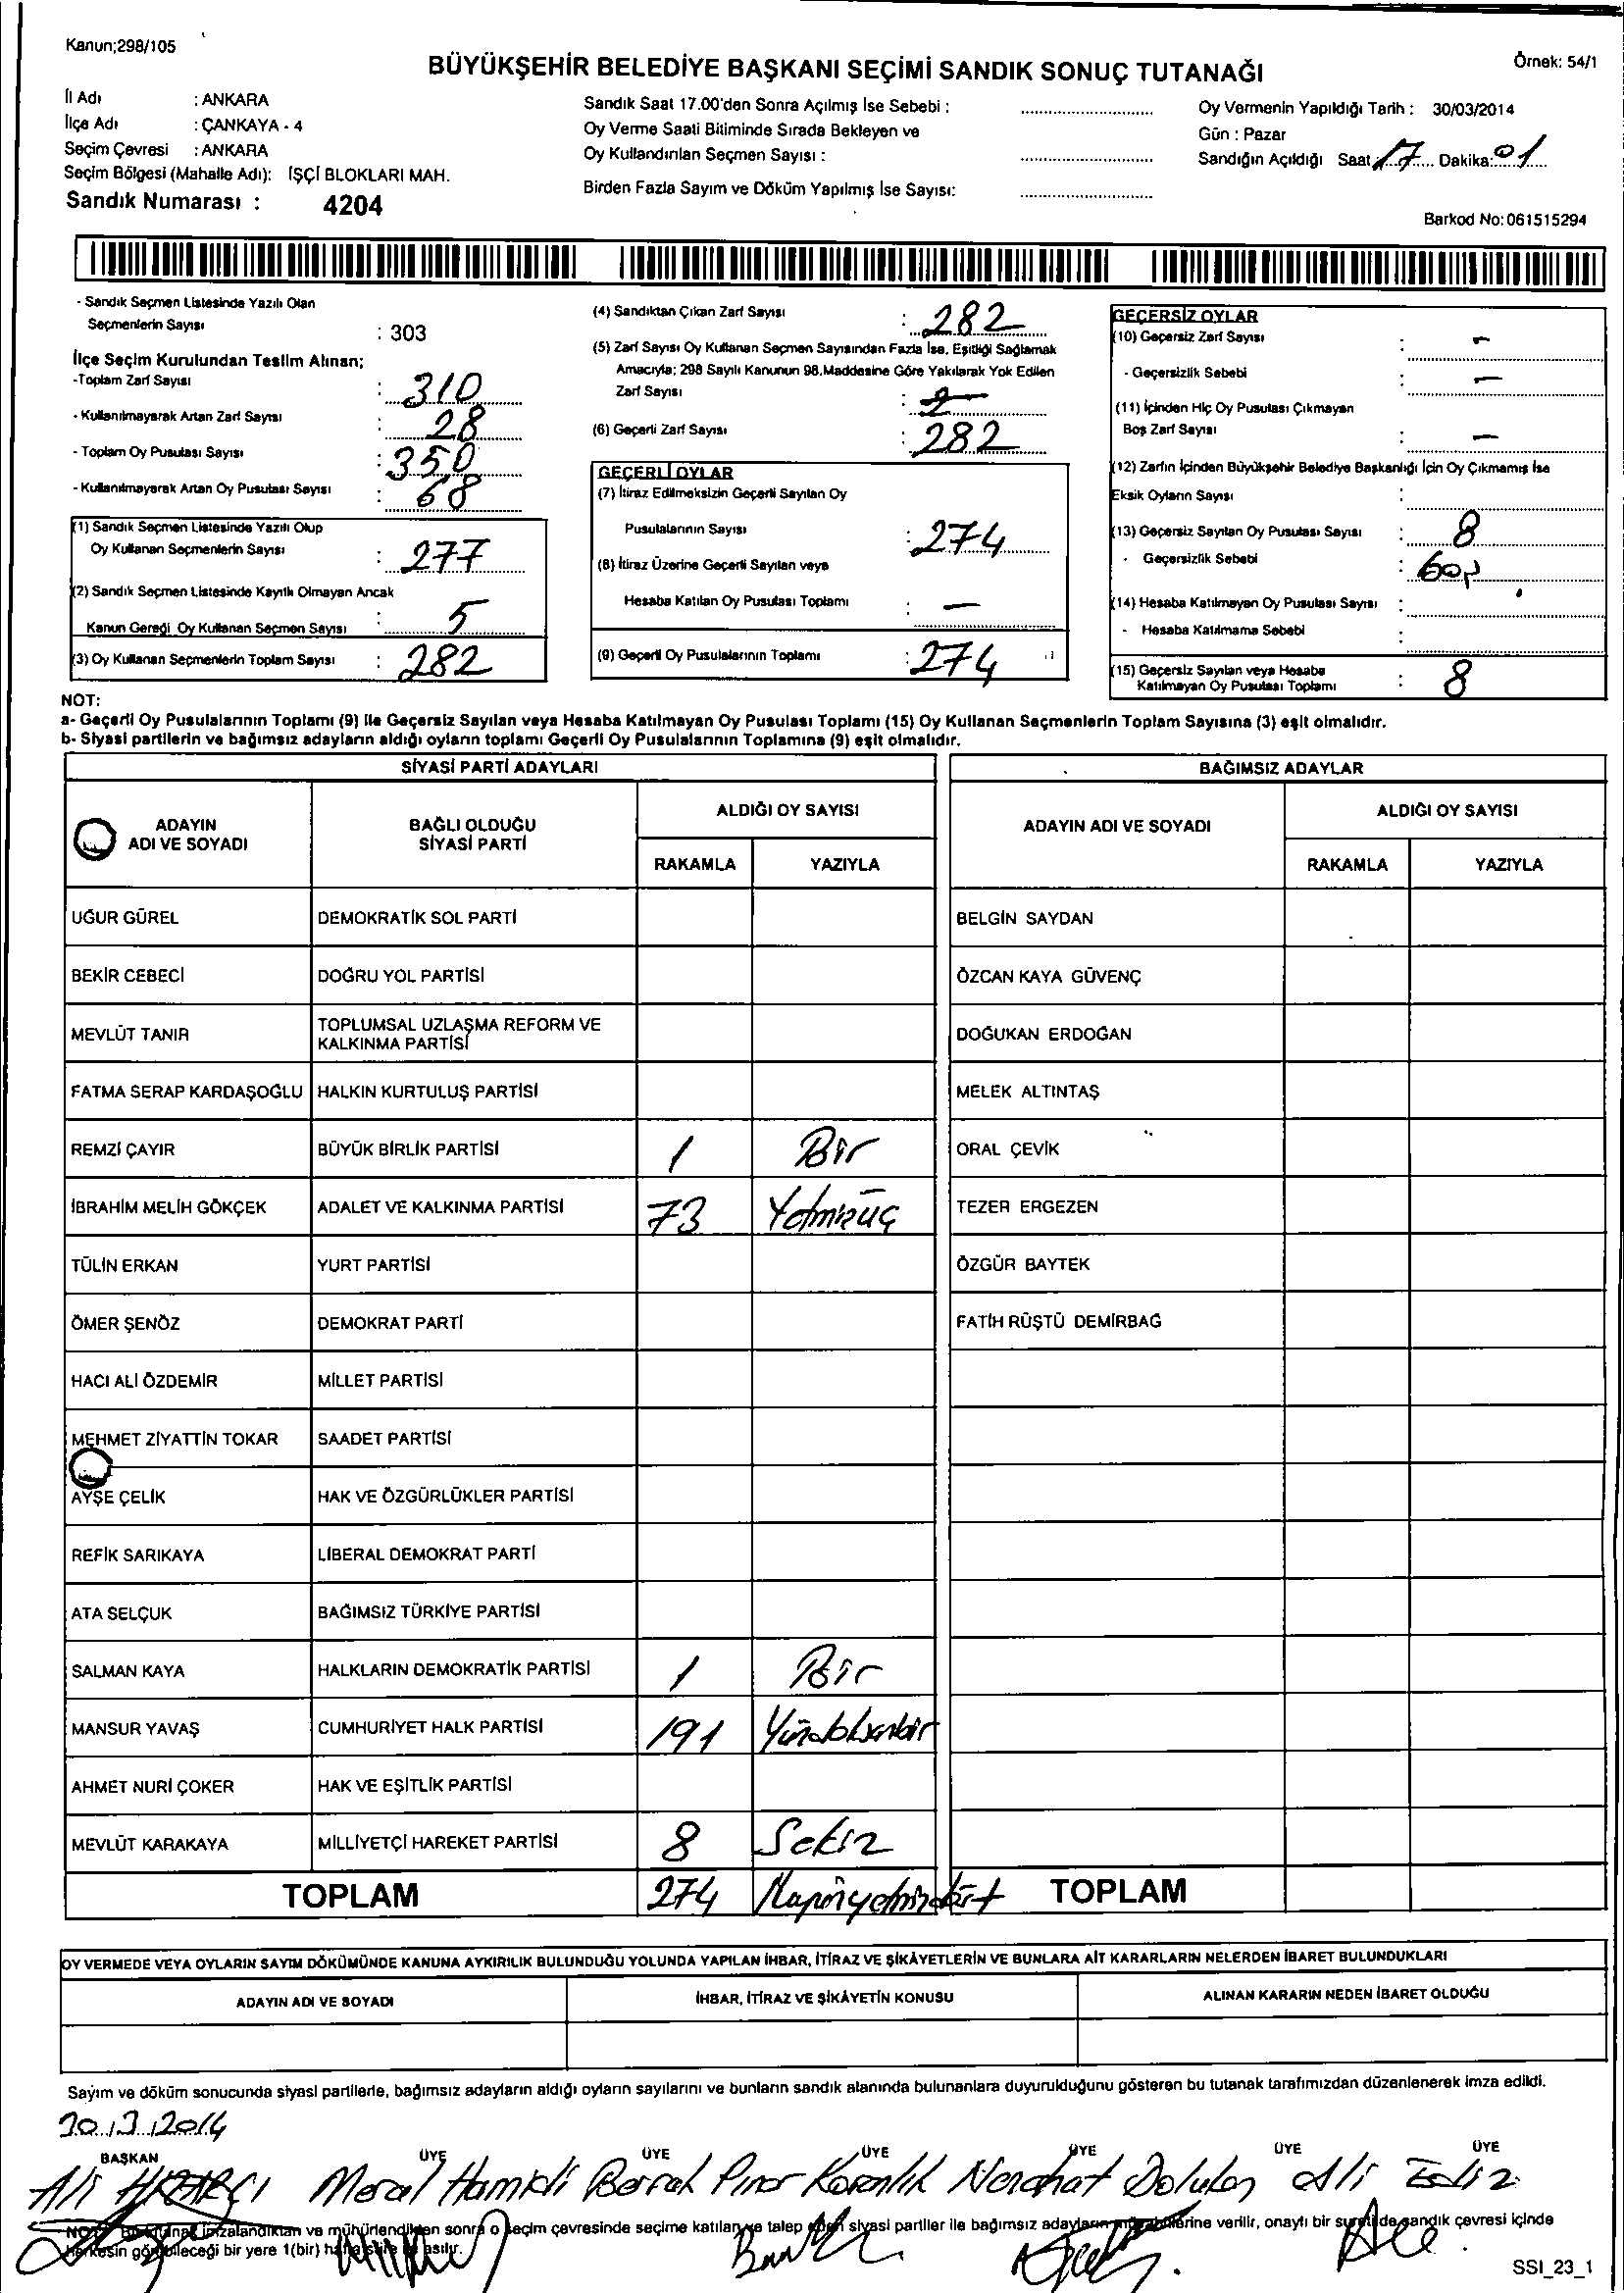 Kanun;298/105
BÜYÜKŞEHİR BELEDİYE BAŞKANI SEÇİMİ SANDIK SONUÇ TUTANAĞI
Örnek: 54/1
İl Adı : ANKARA
İlçe Adı : ÇANKAYA - 4
Seçim Çevresi : ANKARA
Seçim Bölgesi (Mahalle Adı): İŞÇİ BLOKLARI MAH.
Sandık Numarası : 4204
Sandık Saat 17.00'den Sonra Açılmış İse Sebebi :
Oy Verme Saati Bitiminde Sırada Bekleyen ve
Oy Kullandırılan Seçmen Sayısı :
Birden Fazla Sayım ve Döküm Yapılmış İse Sayısı:
Oy Vermenin Yapıldığı Tarih : 30/03/2014
Gün : Pazar
Sandığın Açıldığı Saat 17 Dakika: 01
Barkod No: 061515294
- Sandık Seçmen Listesinde Yazılı Olan
Seçmenlerin Sayısı : 303
İlçe Seçim Kurulundan Teslim Alınan;
-Toplam Zarf Sayısı : 310
- Kullanılmayarak Artan Zarf Sayısı : 28
- Toplam Oy Pusulası Sayısı : 350
- Kullanılmayarak Artan Oy Pusulası Sayısı : 68
(1) Sandık Seçmen Listesinde Yazılı Olup
Oy Kullanan Seçmenlerin Sayısı : 277
(2) Sandık Seçmen Listesinde Kayıtlı Olmayan Ancak
Kanun Gereği Oy Kullanan Seçmen Sayısı : 5
(3) Oy Kullanan Seçmenlerin Toplam Sayısı : 282
(4) Sandıktan Çıkan Zarf Sayısı : 282
(5) Zarf Sayısı Oy Kullanan Seçmen Sayısından Fazla İse, Eşitliği Sağlamak
Amacıyla; 298 Sayılı Kanunun 98.Maddesine Göre Yakılarak Yok Edilen
Zarf Sayısı :
(6) Geçerli Zarf Sayısı : 282
GEÇERLİ OYLAR
(7) İtiraz Edilmeksizin Geçerli Sayılan Oy
Pusulalarının Sayısı : 274
(8) İtiraz Üzerine Geçerli Sayılan veya
Hesaba Katılan Oy Pusulası Toplamı : —
(9) Geçerli Oy Pusulalarının Toplamı : 274
GEÇERSİZ OYLAR
(10) Geçersiz Zarf Sayısı : —
- Geçersizlik Sebebi : —
(11) İçinden Hiç Oy Pusulası Çıkmayan
Boş Zarf Sayısı : —
(12) Zarfın İçinden Büyükşehir Belediye Başkanlığı İçin Oy Çıkmamış İse
Eksik Oyların Sayısı :
(13) Geçersiz Sayılan Oy Pusulası Sayısı : 8
- Geçersizlik Sebebi :
(14) Hesaba Katılmayan Oy Pusulası Sayısı :
- Hesaba Katılmama Sebebi :
(15) Geçersiz Sayılan veya Hesaba
Katılmayan Oy Pusulası Toplamı : 8
NOT:
a- Geçerli Oy Pusulalarının Toplamı (9) ile Geçersiz Sayılan veya Hesaba Katılmayan Oy Pusulası Toplamı (15) Oy Kullanan Seçmenlerin Toplam Sayısına (3) eşit olmalıdır.
b- Siyasi partilerin ve bağımsız adayların aldığı oyların toplamı Geçerli Oy Pusulalarının Toplamına (9) eşit olmalıdır.
SİYASİ PARTİ ADAYLARI
BAĞIMSIZ ADAYLAR
ADAYIN ADI VE SOYADI
BAĞLI OLDUĞU SİYASİ PARTİ
ALDIĞI OY SAYISI
RAKAMLA YAZIYLA
ADAYIN ADI VE SOYADI
ALDIĞI OY SAYISI
RAKAMLA YAZIYLA
UĞUR GÜREL DEMOKRATİK SOL PARTİ BELGİN SAYDAN
BEKİR CEBECİ DOĞRU YOL PARTİSİ ÖZCAN KAYA GÜVENÇ
MEVLÜT TANIR TOPLUMSAL UZLAŞMA REFORM VE KALKINMA PARTİSİ DOĞUKAN ERDOĞAN
FATMA SERAP KARDAŞOĞLU HALKIN KURTULUŞ PARTİSİ MELEK ALTINTAŞ
REMZİ ÇAYIR BÜYÜK BİRLİK PARTİSİ 1 Bir ORAL ÇEVİK
İBRAHİM MELİH GÖKÇEK ADALET VE KALKINMA PARTİSİ 73 Yetmişüç TEZER ERGEZEN
TÜLİN ERKAN YURT PARTİSİ ÖZGÜR BAYTEK
ÖMER ŞENÖZ DEMOKRAT PARTİ FATİH RÜŞTÜ DEMİRBAĞ
HACI ALİ ÖZDEMİR MİLLET PARTİSİ
MEHMET ZİYATTİN TOKAR SAADET PARTİSİ
AYŞE ÇELİK HAK VE ÖZGÜRLÜKLER PARTİSİ
REFİK SARIKAYA LİBERAL DEMOKRAT PARTİ
ATA SELÇUK BAĞIMSIZ TÜRKİYE PARTİSİ
SALMAN KAYA HALKLARIN DEMOKRATİK PARTİSİ 1 Bir
MANSUR YAVAŞ CUMHURİYET HALK PARTİSİ 191 Yüzdoksanbir
AHMET NURİ ÇOKER HAK VE EŞİTLİK PARTİSİ
MEVLÜT KARAKAYA MİLLİYETÇİ HAREKET PARTİSİ 8 Sekiz
TOPLAM 274 TOPLAM
OY VERMEDE VEYA OYLARIN SAYIM DÖKÜMÜNDE KANUNA AYKIRILIK BULUNDUĞU YOLUNDA YAPILAN İHBAR, İTİRAZ VE ŞİKÂYETLERİN VE BUNLARA AİT KARARLARIN NELERDEN İBARET BULUNDUKLARI
ADAYIN ADI VE SOYADI İHBAR, İTİRAZ VE ŞİKÂYETİN KONUSU ALINAN KARARIN NEDEN İBARET OLDUĞU
Sayım ve döküm sonucunda siyasi partilerle, bağımsız adayların aldığı oyların sayılarını ve bunların sandık alanında bulunanlara duyurulduğunu gösteren bu tutanak tarafımızdan düzenlenerek imza edildi.
30.3.2014
BAŞKAN ÜYE ÜYE ÜYE ÜYE ÜYE ÜYE
Ali Meral Hamidi Berak Pınar Karanlık Nerchat Ali
NOT: Bu tutanak imzalandıktan ve mühürlendikten sonra o seçim çevresinde seçime katılan ve talep eden siyasi partiler ile bağımsız adayların müşahitlerine verilir, onaylı bir sureti de sandık çevresi içinde
herkesin görebileceği bir yere 1(bir) hafta süre ile asılır.
SSI_23_1